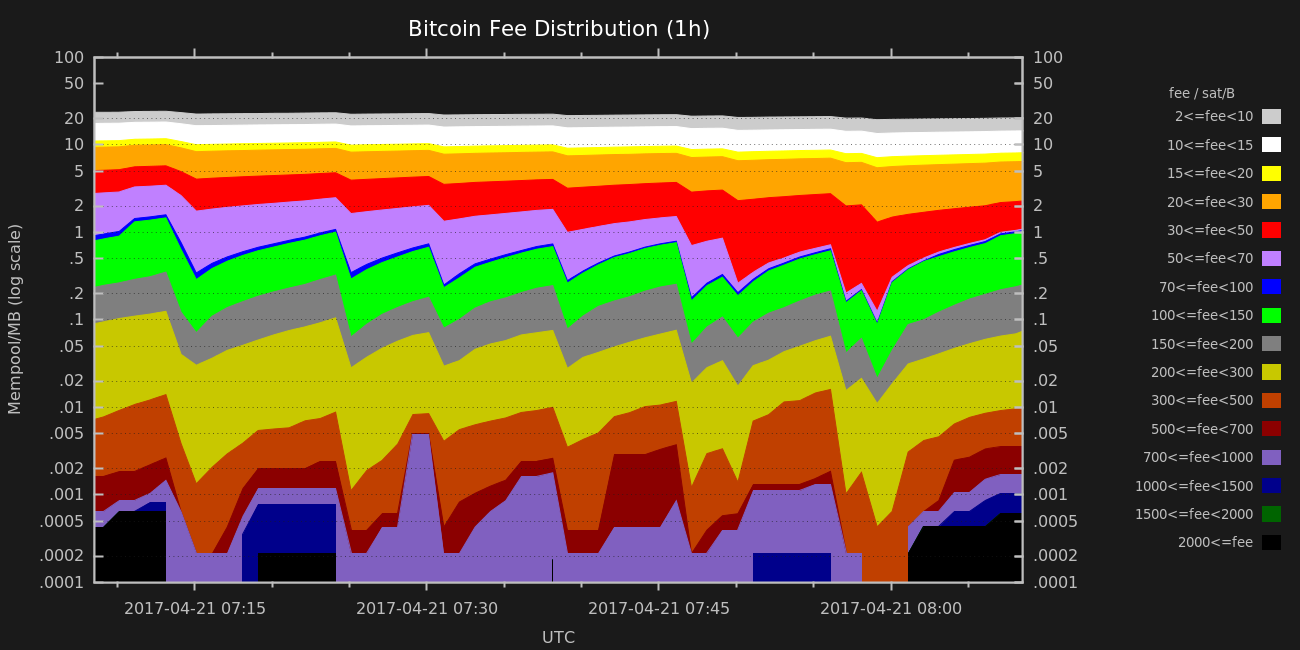 Bitcoin Fee Distribution (1h)
Mempool/MB (log scale)
100
50
20
10
5
2
1
.5
.2
.1
.05
.02
.01
.005
.002
.001
.0005
.0002
.0001
100
50
20
10
5
2
1
.5
.2
.1
.05
.02
.01
.005
.002
.001
.0005
.0002
.0001
2017-04-21 07:15
2017-04-21 07:30
2017-04-21 07:45
2017-04-21 08:00
UTC
fee / sat/B
2<=fee<10
10<=fee<15
15<=fee<20
20<=fee<30
30<=fee<50
50<=fee<70
70<=fee<100
100<=fee<150
150<=fee<200
200<=fee<300
300<=fee<500
500<=fee<700
700<=fee<1000
1000<=fee<1500
1500<=fee<2000
2000<=fee